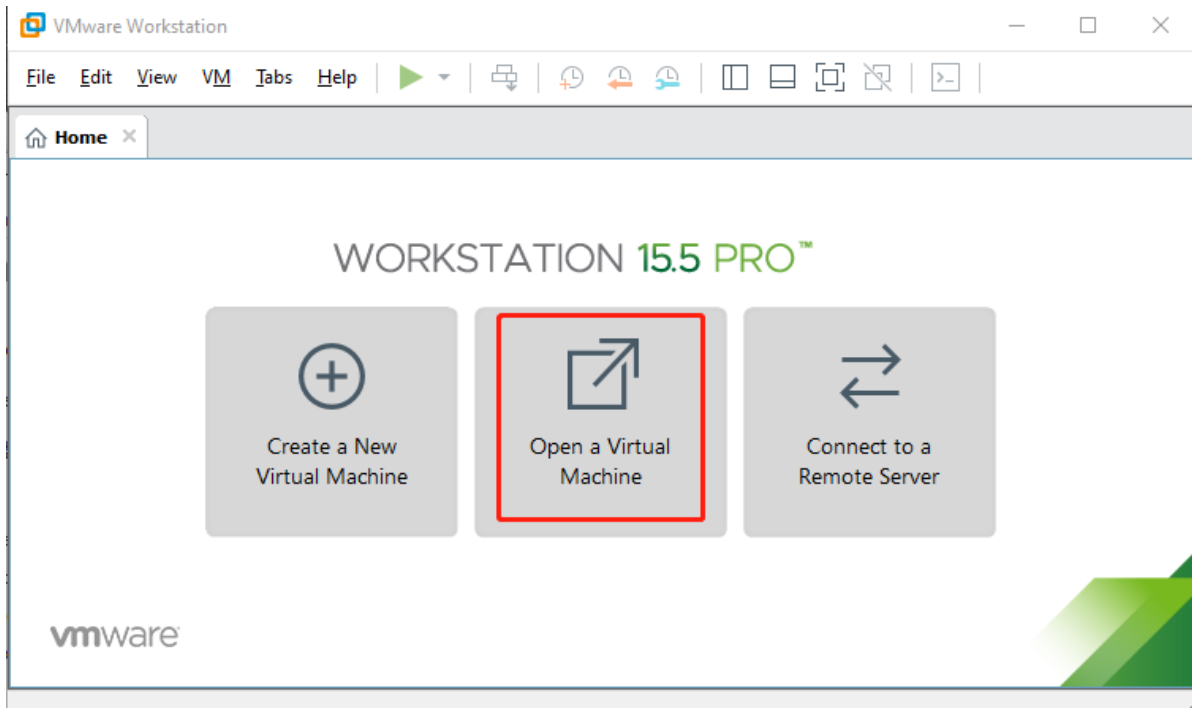 VMware Workstation
File Edit View VM Tabs Help
Home
WORKSTATION 15.5 PRO™
Create a New
Virtual Machine
Open a Virtual
Machine
Connect to a
Remote Server
vmware